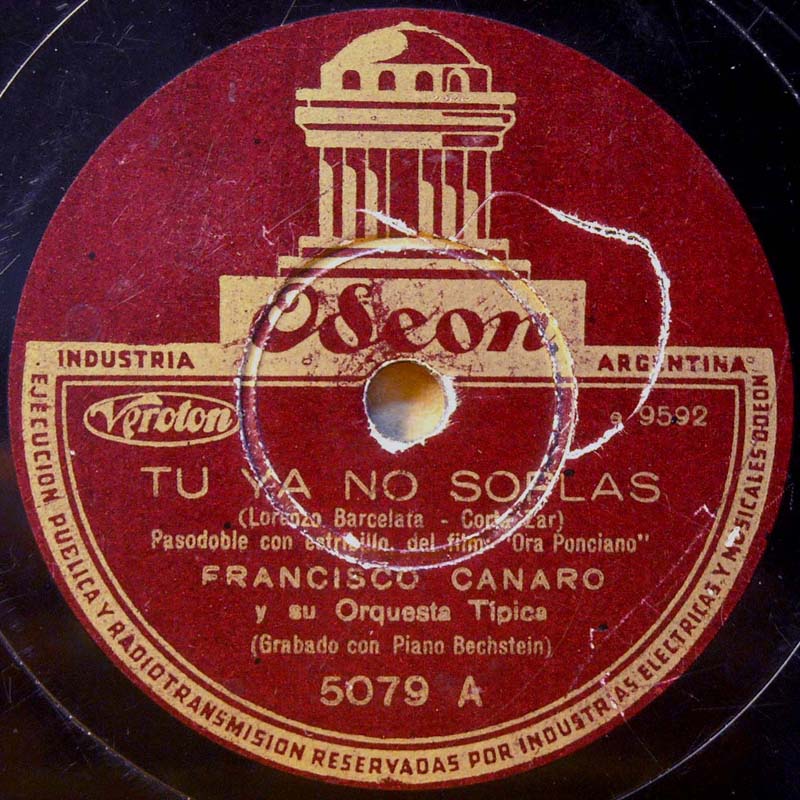 Odeon
INDUSTRIA ARGENTINA
Veroton
e 9592
TU YA NO SOPLAS
(Lorenzo Barcelata - Cortazar)
Pasodoble con estribillo del film "Ora Ponciano"
FRANCISCO CANARO
y su Orquesta Típica
(Grabado con Piano Bechstein)
5079 A
EJECUCION PUBLICA Y RADIOTRANSMISION RESERVADAS POR INDUSTRIAS ELECTRICAS Y MUSICALES ODEON